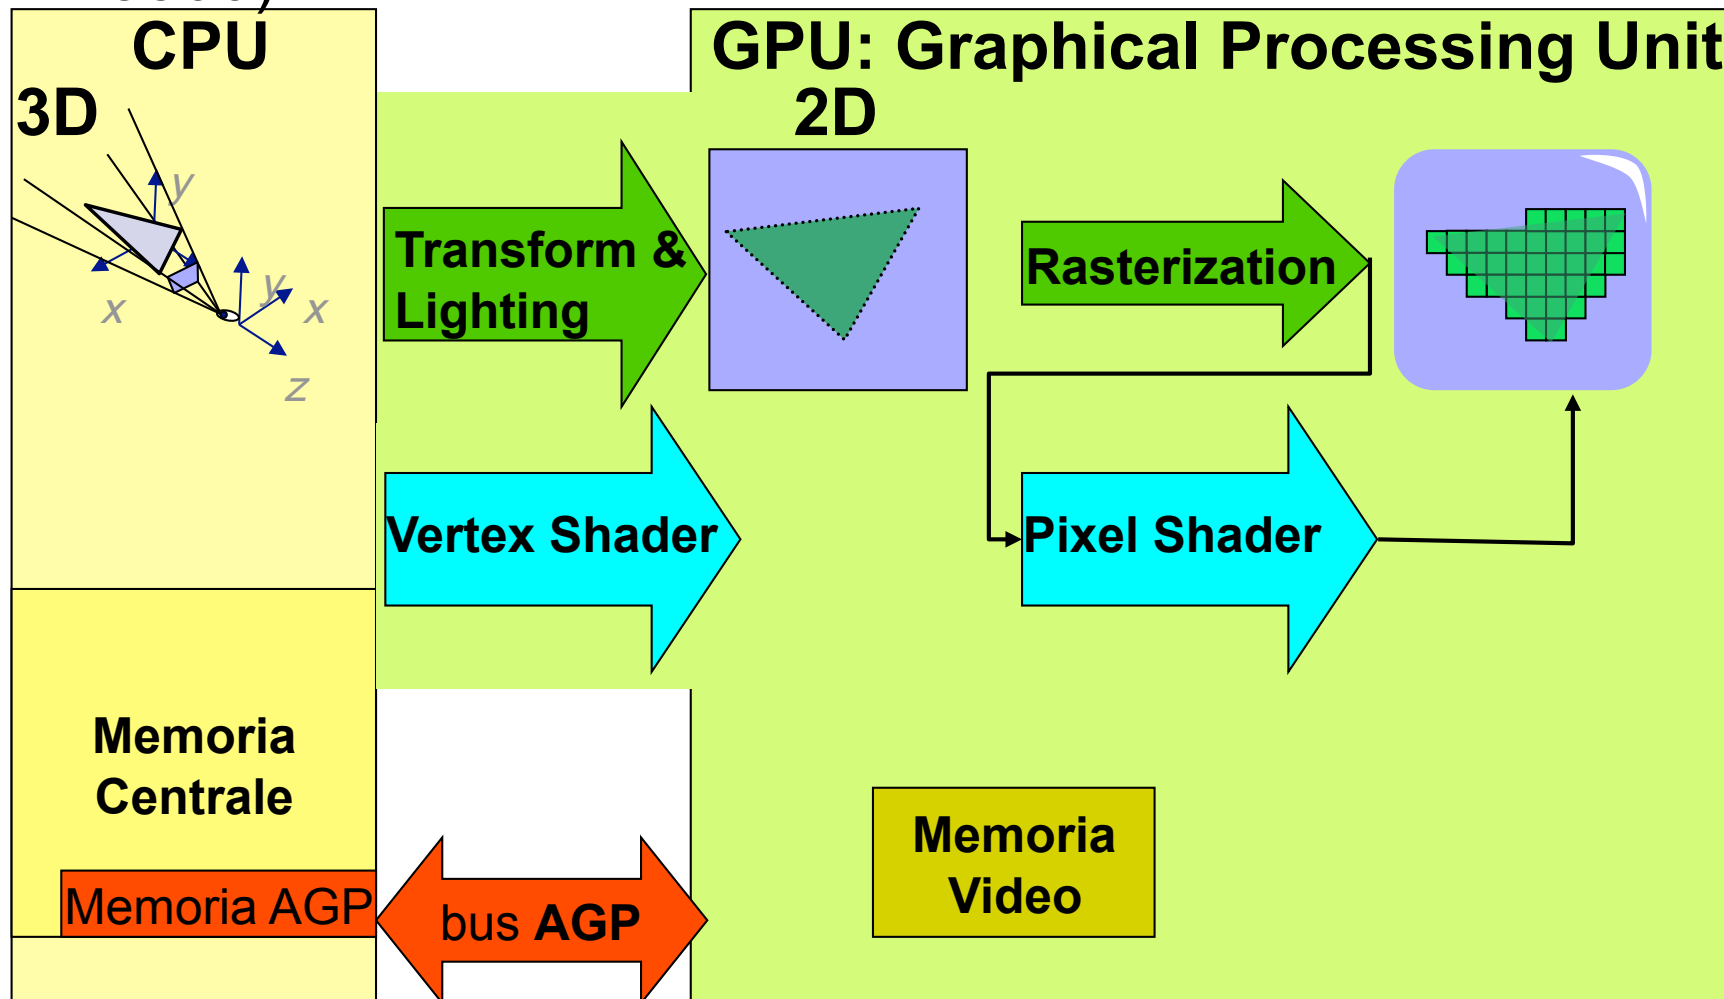 CPU
GPU: Graphical Processing Unit
3D
2D
y
x
y
x
z
Transform &
Lighting
Rasterization
Vertex Shader
Pixel Shader
Memoria
Centrale
Memoria AGP
bus AGP
Memoria
Video